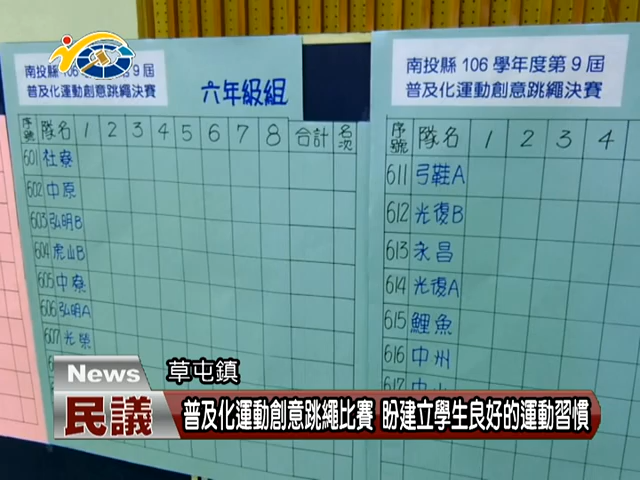 南投縣106學年度第9屆
普及化運動創意跳繩決賽
六年級組
序號 隊名 1 2 3 4 5 6 7 8 合計 名次
601 社寮
602 中原
603 弘明B
604 虎山B
605 中寮
606 弘明A
607 光榮
南投縣 106 學年度第 9 屆
普及化運動創意跳繩決賽
序號 隊名 1 2 3 4
611 弓鞋A
612 光復B
613 永昌
614 光復A
615 鯉魚
616 中州
617 中山
News 草屯鎮
民議 普及化運動創意跳繩比賽 盼建立學生良好的運動習慣